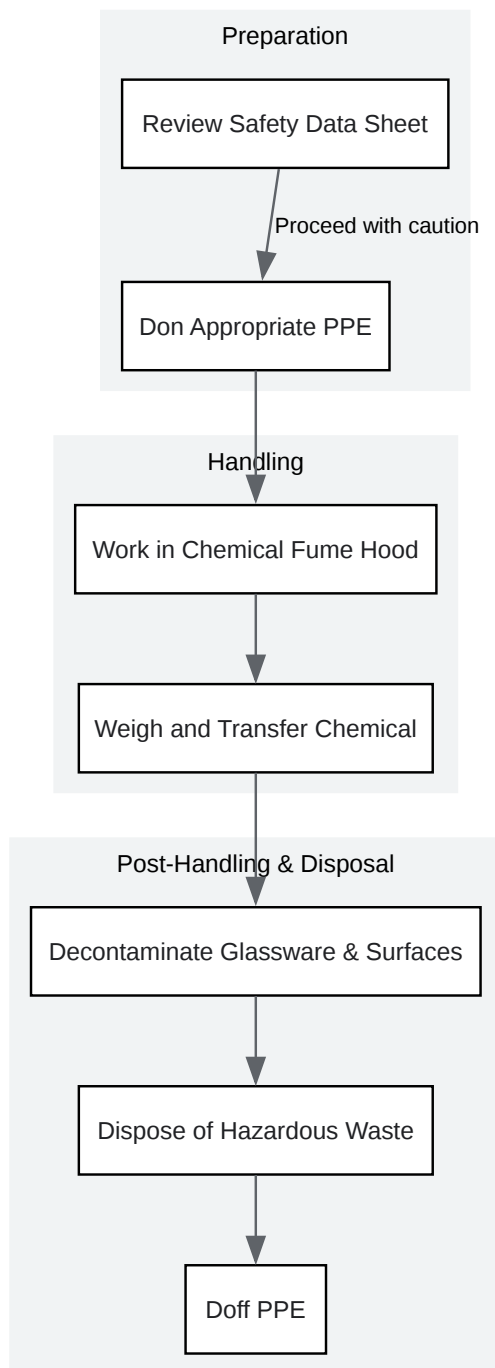 Preparation
Review Safety Data Sheet
Proceed with caution
Don Appropriate PPE
Handling
Work in Chemical Fume Hood
Weigh and Transfer Chemical
Post-Handling & Disposal
Decontaminate Glassware & Surfaces
Dispose of Hazardous Waste
Doff PPE